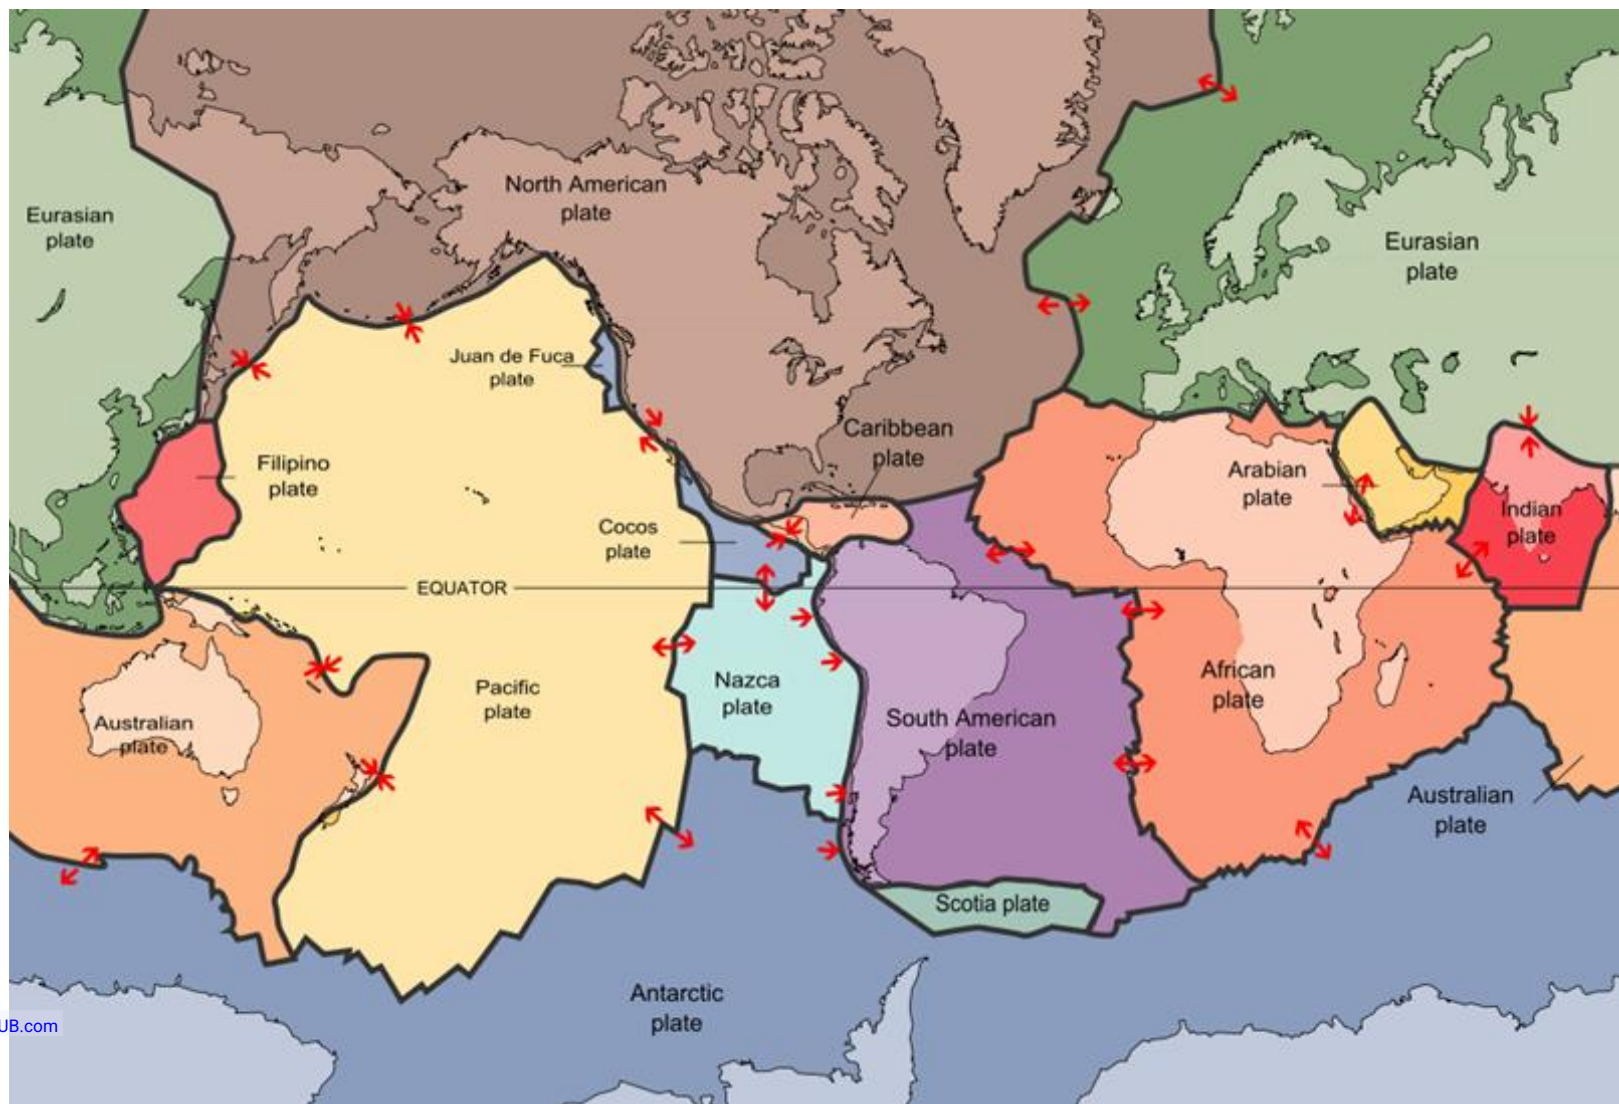 North American
plate
Eurasian
plate
Eurasian
plate
Juan de Fuca
plate
Caribbean
plate
Filipino
plate
Arabian
plate
Cocos
plate
Indian
plate
EQUATOR
Nazca
plate
African
plate
Pacific
plate
South American
plate
Australian
plate
Australian
plate
Scotia plate
Antarctic
plate
UB.com